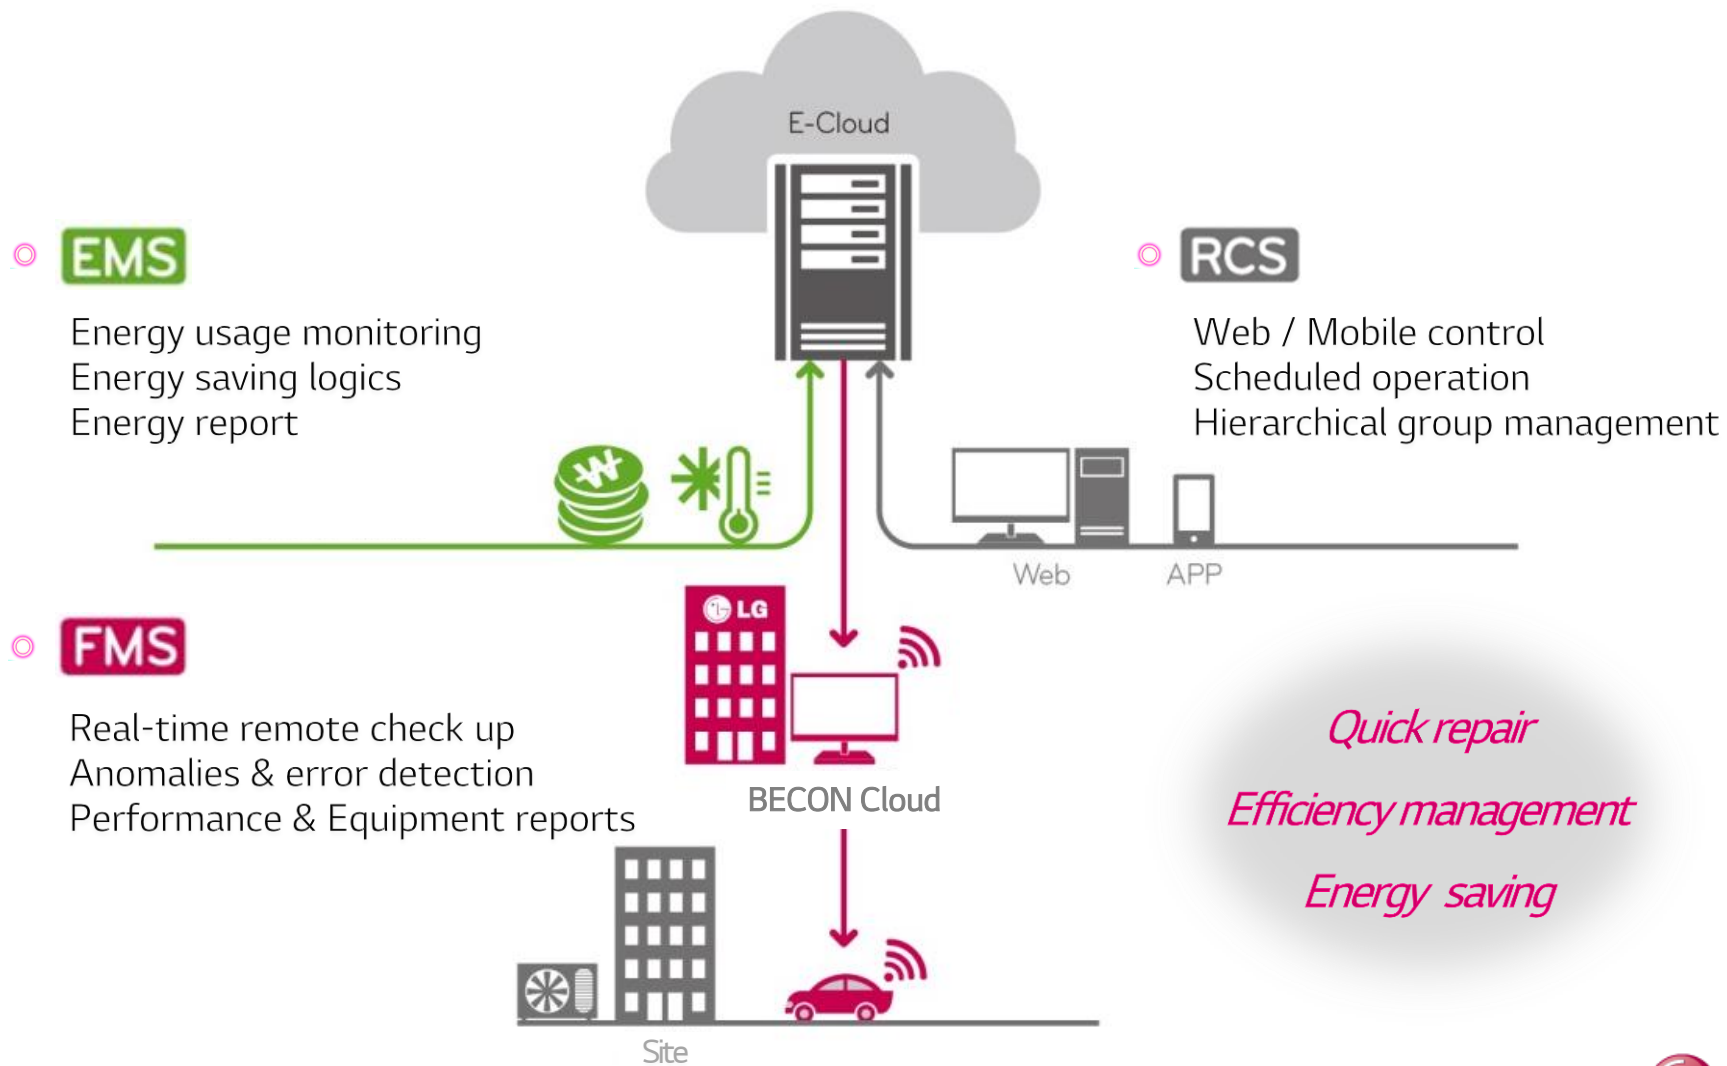 E-Cloud
EMS
Energy usage monitoring
Energy saving logics
Energy report
RCS
Web / Mobile control
Scheduled operation
Hierarchical group management
Web
APP
LG
FMS
Real-time remote check up
Anomalies & error detection
Performance & Equipment reports
BECON Cloud
Quick repair
Efficiency management
Energy saving
Site